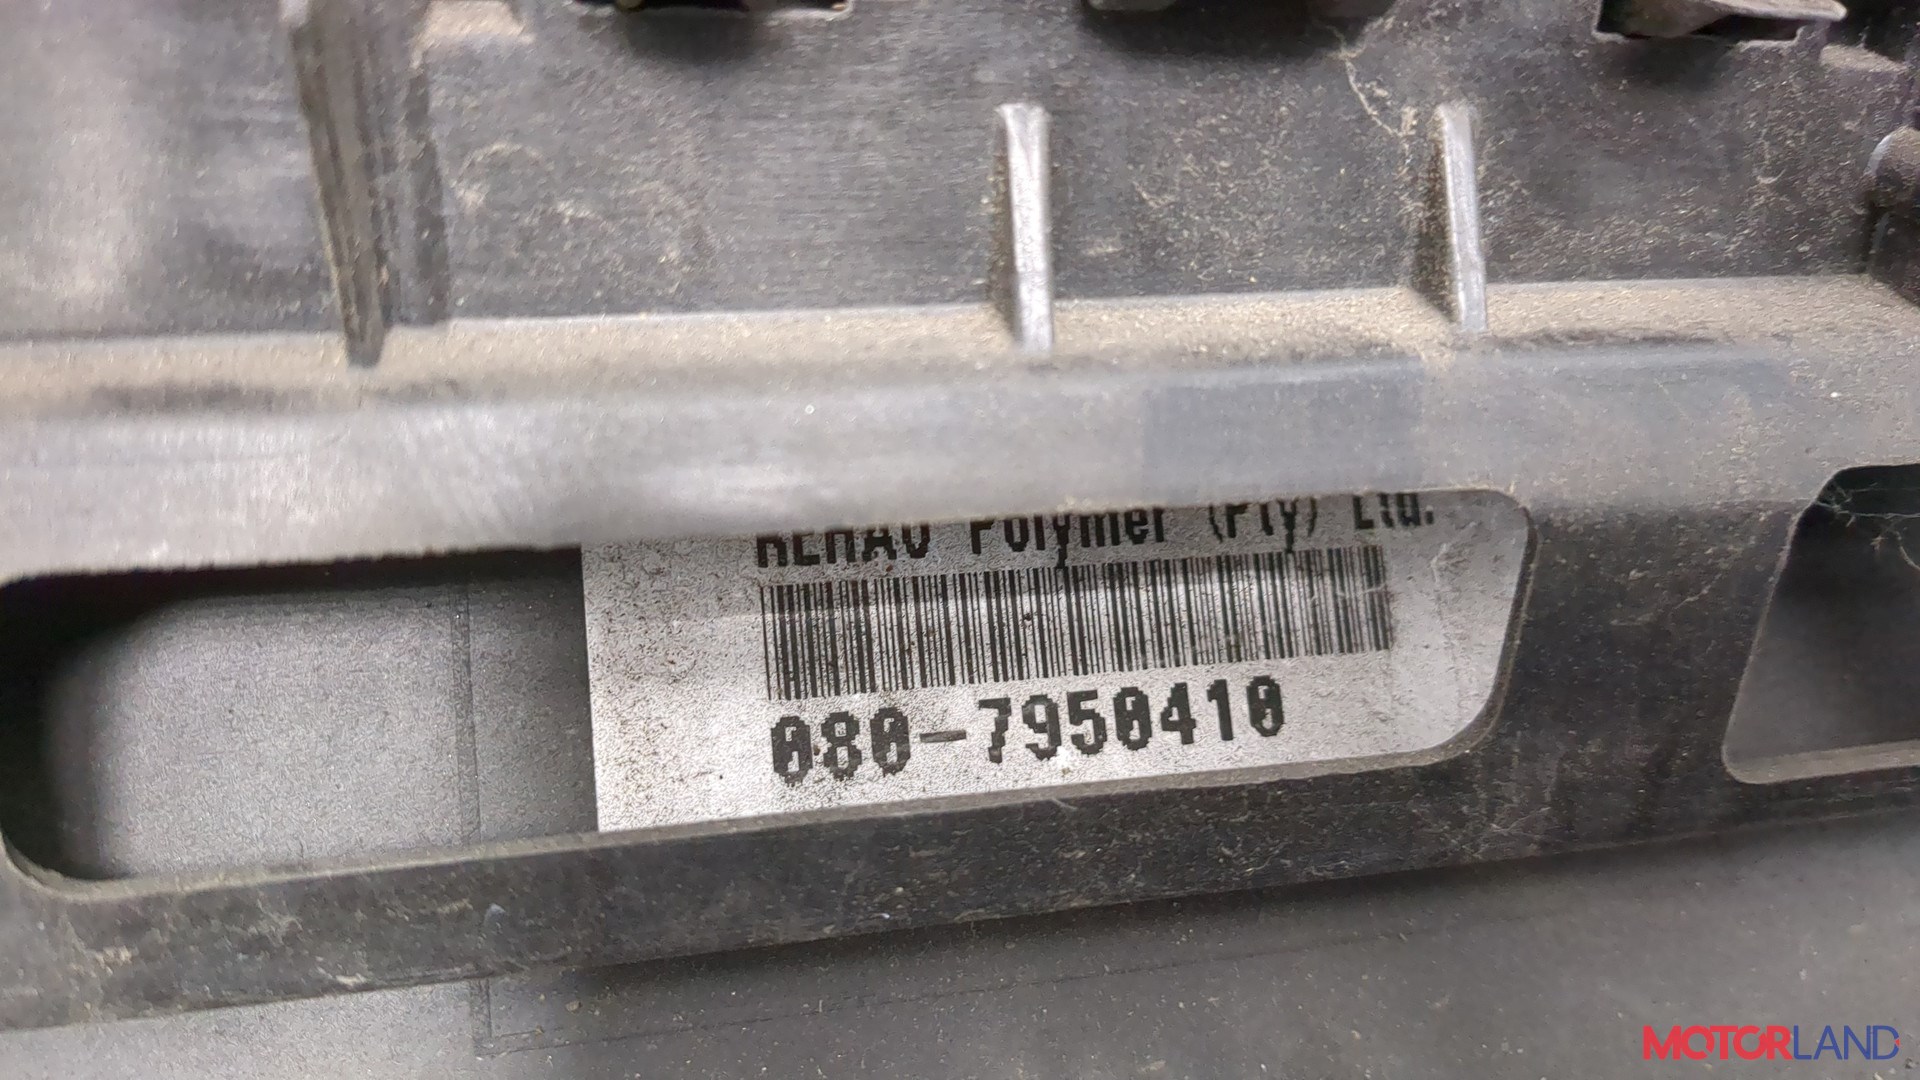 REHAU Polymer (Pty) Ltd.
080-7950410
MOTORLAND